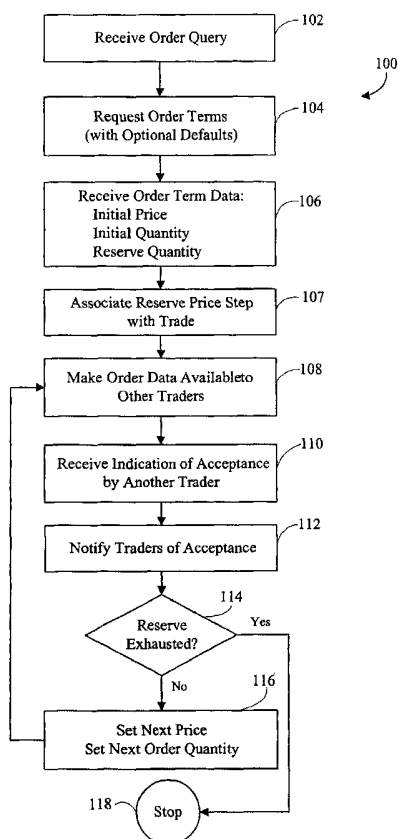 Receive Order Query
102
100
Request Order Terms
(with Optional Defaults)
104
Receive Order Term Data:
Initial Price
Initial Quantity
Reserve Quantity
106
Associate Reserve Price Step
with Trade
107
Make Order Data Availableto
Other Traders
108
Receive Indication of Acceptance
by Another Trader
110
Notify Traders of Acceptance
112
Reserve
Exhausted?
114
Yes
No
Set Next Price
Set Next Order Quantity
116
118
Stop